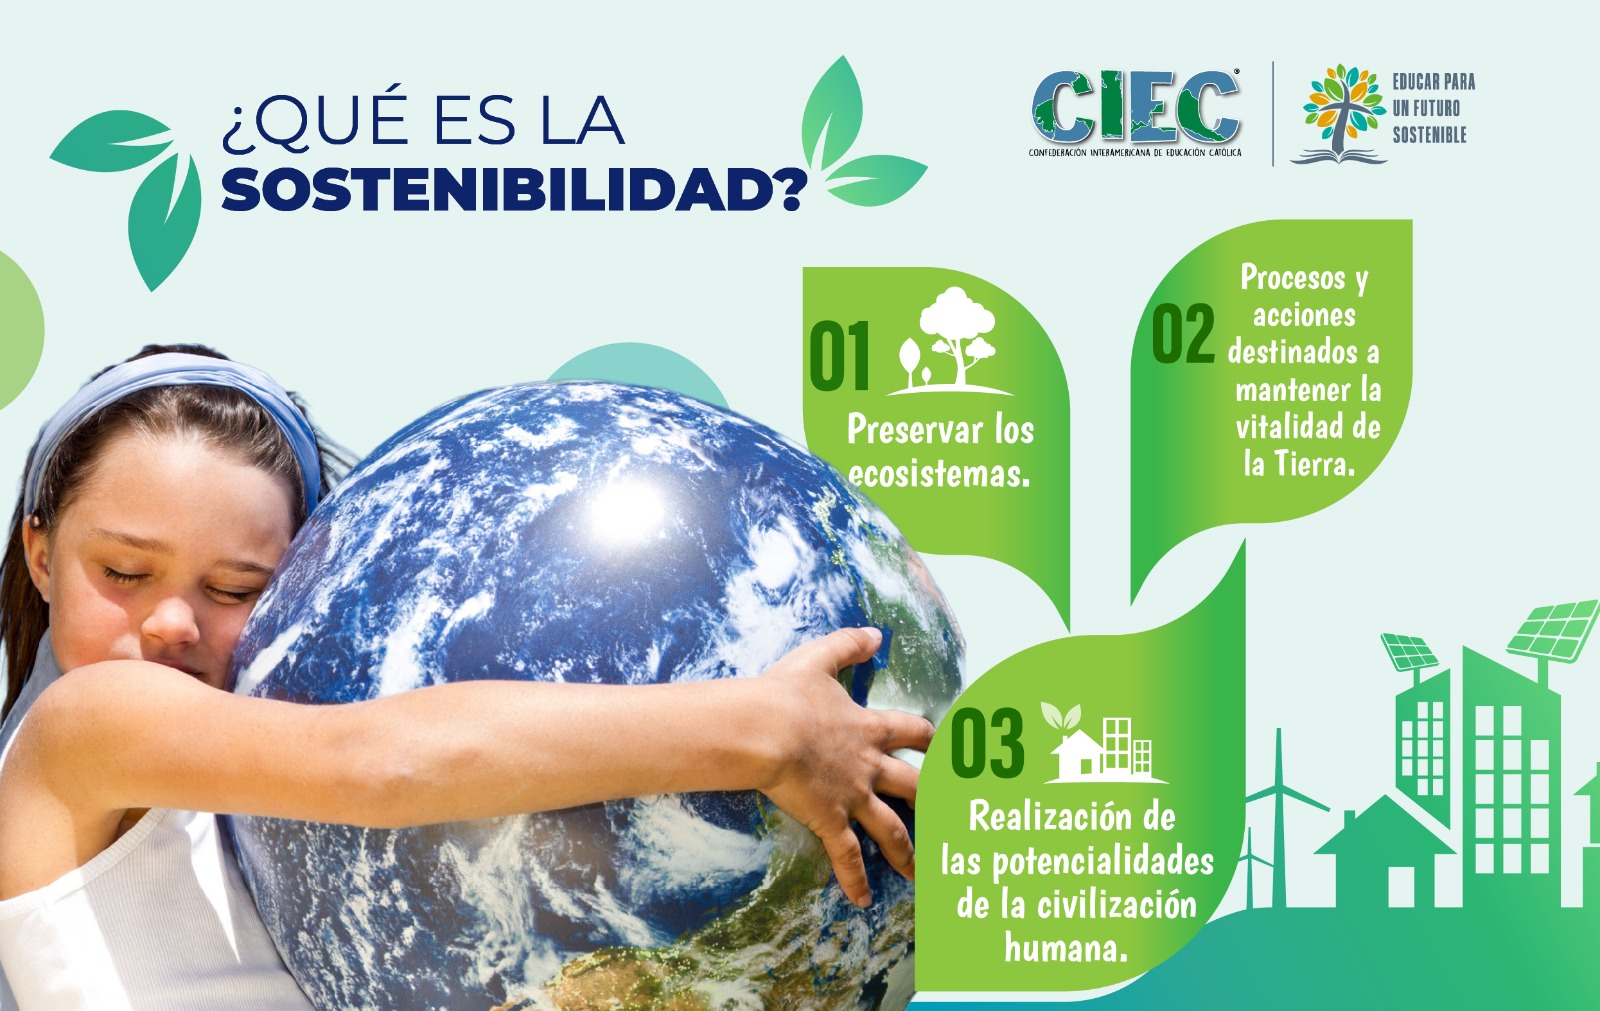 ¿QUÉ ES LA
SOSTENIBILIDAD?
CIEC®
CONFEDERACIÓN INTERAMERICANA DE EDUCACIÓN CATÓLICA
EDUCAR PARA
UN FUTURO
SOSTENIBLE
01
Preservar los
ecosistemas.
02
Procesos y
acciones
destinados a
mantener la
vitalidad de
la Tierra.
03
Realización de
las potencialidades
de la civilización
humana.